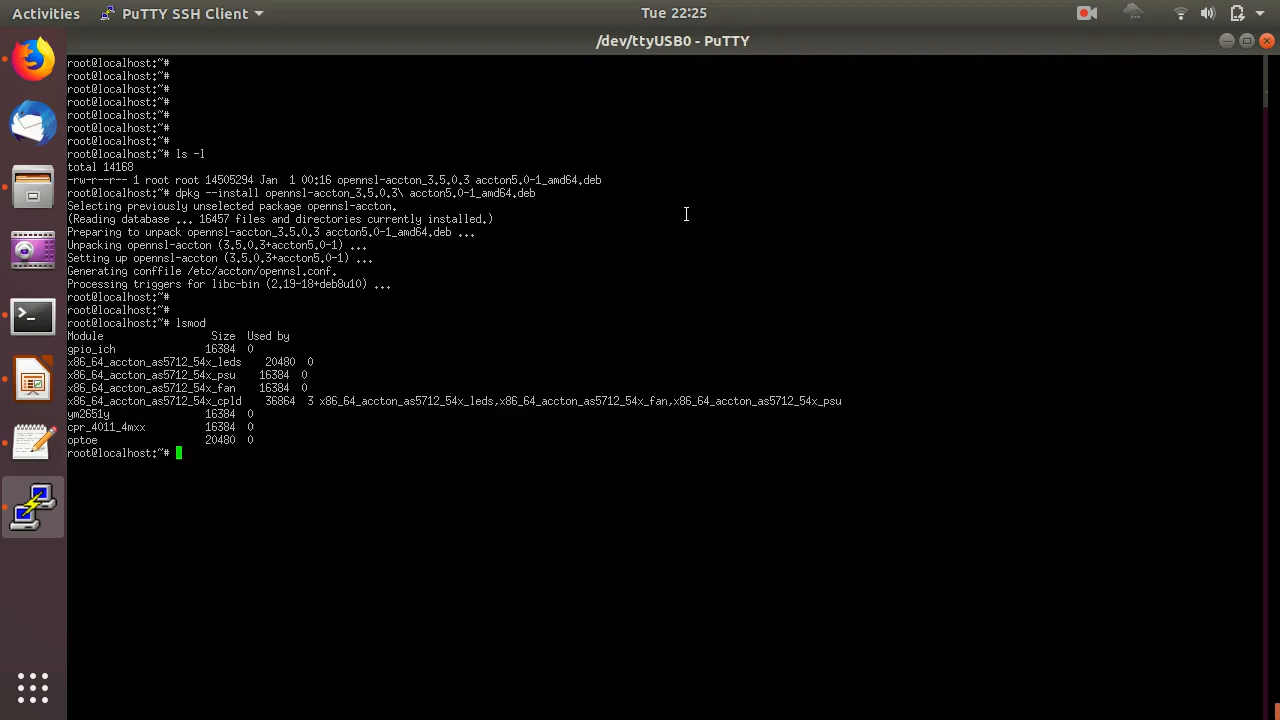 Activities
PuTTY SSH Client
Tue 22:25
/dev/ttyUSB0 - PuTTY
root@localhost:~#
root@localhost:~#
root@localhost:~#
root@localhost:~#
root@localhost:~#
root@localhost:~#
root@localhost:~#
root@localhost:~# ls -l
total 14168
-rw-r--r-- 1 root root 14505294 Jan  1 00:16 opennsl-accton_3.5.0.3 accton5.0-1_amd64.deb
root@localhost:~# dpkg --install opennsl-accton_3.5.0.3\ accton5.0-1_amd64.deb
Selecting previously unselected package opennsl-accton.
(Reading database ... 16457 files and directories currently installed.)
Preparing to unpack opennsl-accton_3.5.0.3 accton5.0-1_amd64.deb ...
Unpacking opennsl-accton (3.5.0.3+accton5.0-1) ...
Setting up opennsl-accton (3.5.0.3+accton5.0-1) ...
Generating conffile /etc/accton/opennsl.conf.
Processing triggers for libc-bin (2.19-18+deb8u10) ...
root@localhost:~#
root@localhost:~#
root@localhost:~# lsmod
Module                  Size  Used by
gpio_ich               16384  0
x86_64_accton_as5712_54x_leds    20480  0
x86_64_accton_as5712_54x_psu    16384  0
x86_64_accton_as5712_54x_fan    16384  0
x86_64_accton_as5712_54x_cpld    36864  3 x86_64_accton_as5712_54x_leds,x86_64_accton_as5712_54x_fan,x86_64_accton_as5712_54x_psu
ym2651y                16384  0
cpr_4011_4mxx          16384  0
optoe                  20480  0
root@localhost:~#